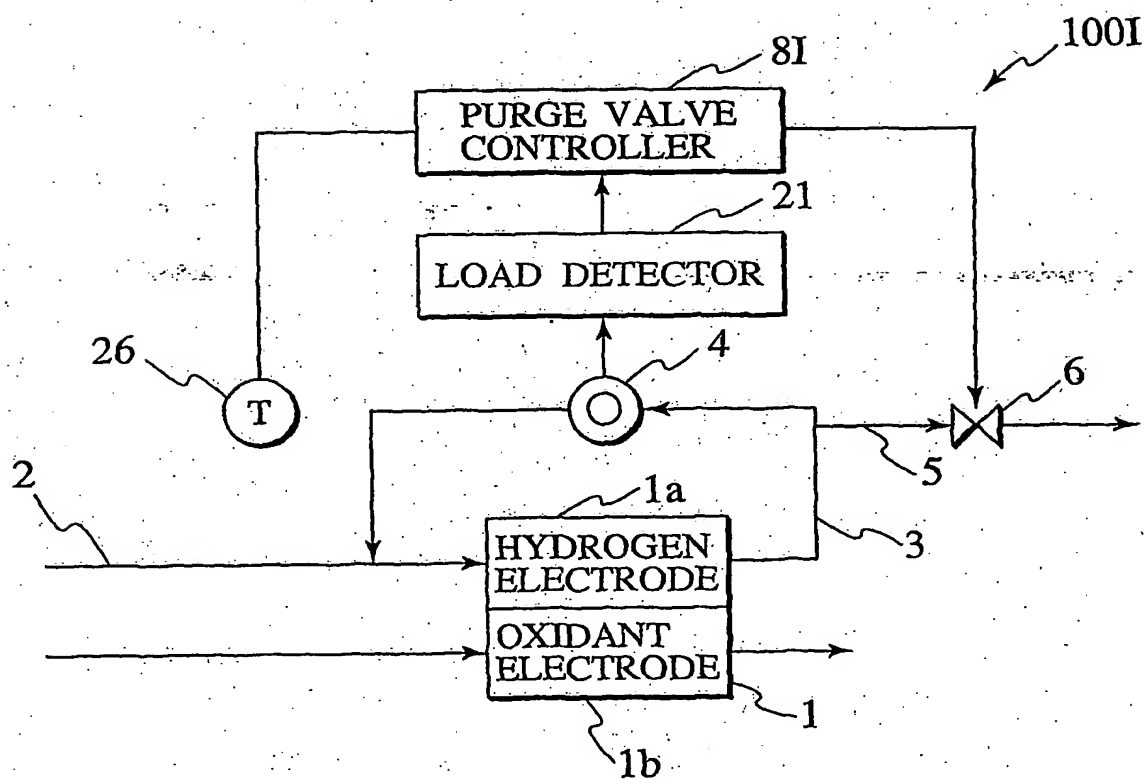 100I
8I
PURGE VALVE
CONTROLLER
21
LOAD DETECTOR
26
T
4
6
5
2
1a
3
HYDROGEN
ELECTRODE
OXIDANT
ELECTRODE
1
1b